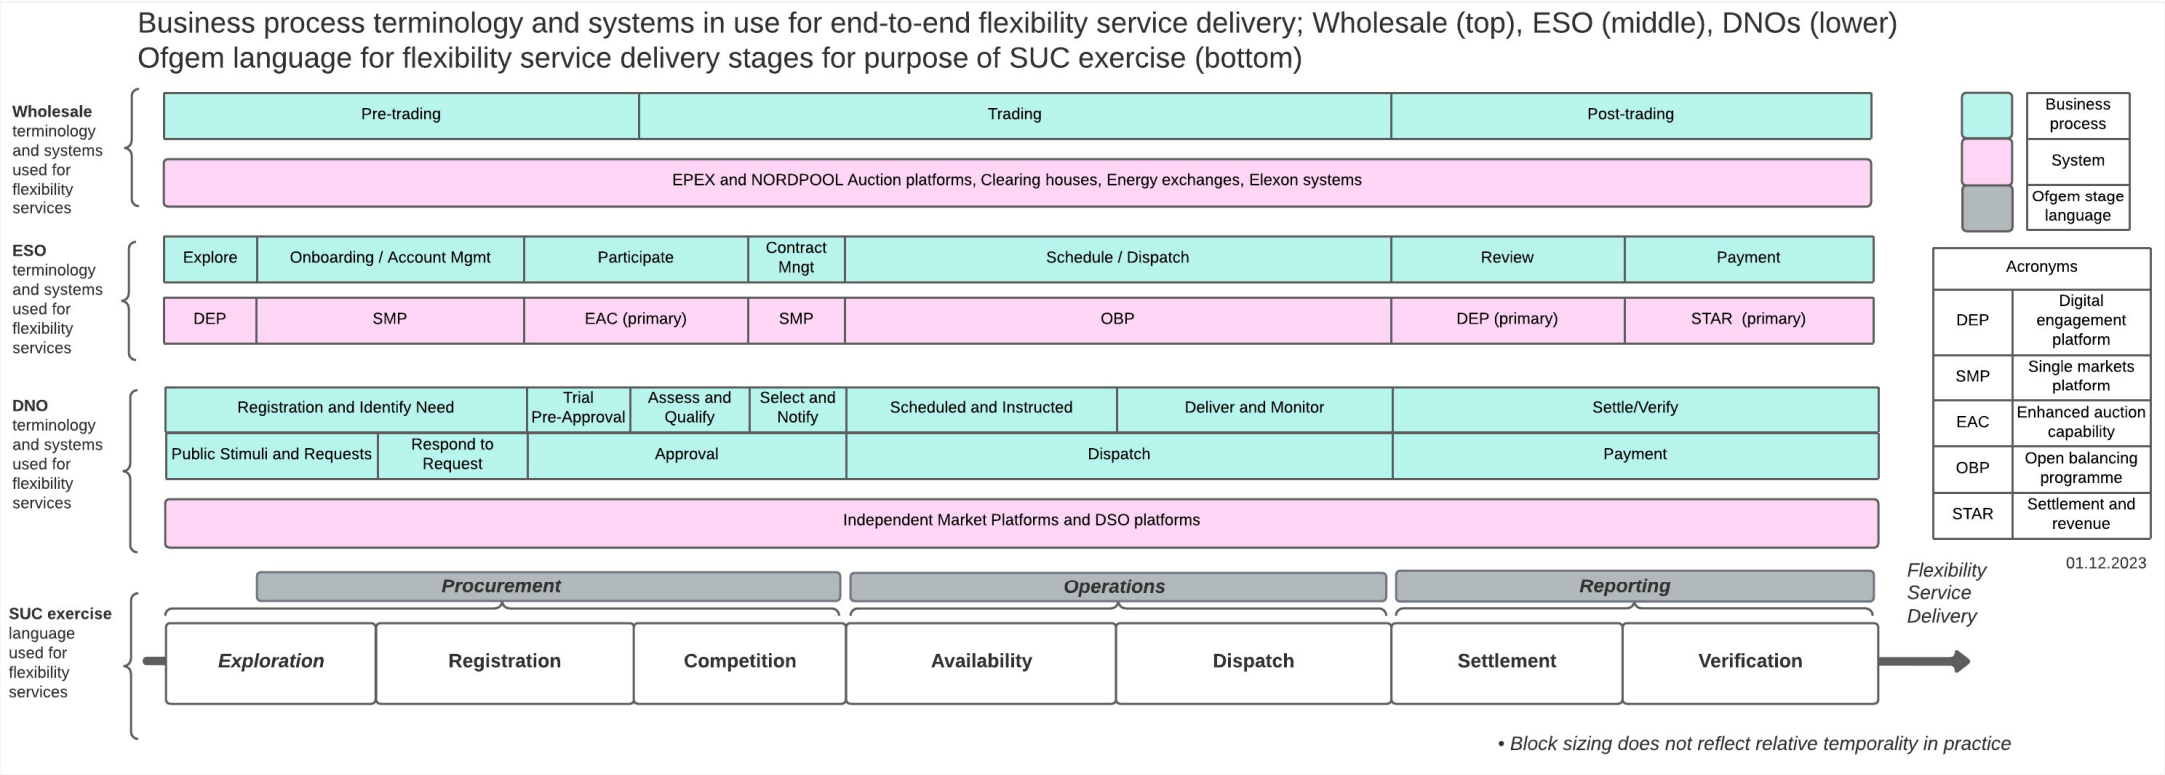 Business process terminology and systems in use for end-to-end flexibility service delivery; Wholesale (top), ESO (middle), DNOs (lower)
Ofgem language for flexibility service delivery stages for purpose of SUC exercise (bottom)
Wholesale
terminology
and systems
used for
flexibility
services
Pre-trading
Trading
Post-trading
EPEX and NORDPOOL Auction platforms, Clearing houses, Energy exchanges, Elexon systems
Business
process
System
Ofgem stage
language
ESO
terminology
and systems
used for
flexibility
services
Explore
Onboarding / Account Mgmt
Participate
Contract
Mngt
Schedule / Dispatch
Review
Payment
DEP
SMP
EAC (primary)
SMP
OBP
DEP (primary)
STAR (primary)
Acronyms
DEP
Digital
engagement
platform
SMP
Single markets
platform
EAC
Enhanced auction
capability
OBP
Open balancing
programme
STAR
Settlement and
revenue
01.12.2023
DNO
terminology
and systems
used for
flexibility
services
Registration and Identify Need
Trial
Pre-Approval
Assess and
Qualify
Select and
Notify
Scheduled and Instructed
Deliver and Monitor
Settle/Verify
Public Stimuli and Requests
Respond to
Request
Approval
Dispatch
Payment
Independent Market Platforms and DSO platforms
Procurement
Operations
Reporting
Flexibility
Service
Delivery
SUC exercise
language
used for
flexibility
services
Exploration
Registration
Competition
Availability
Dispatch
Settlement
Verification
• Block sizing does not reflect relative temporality in practice